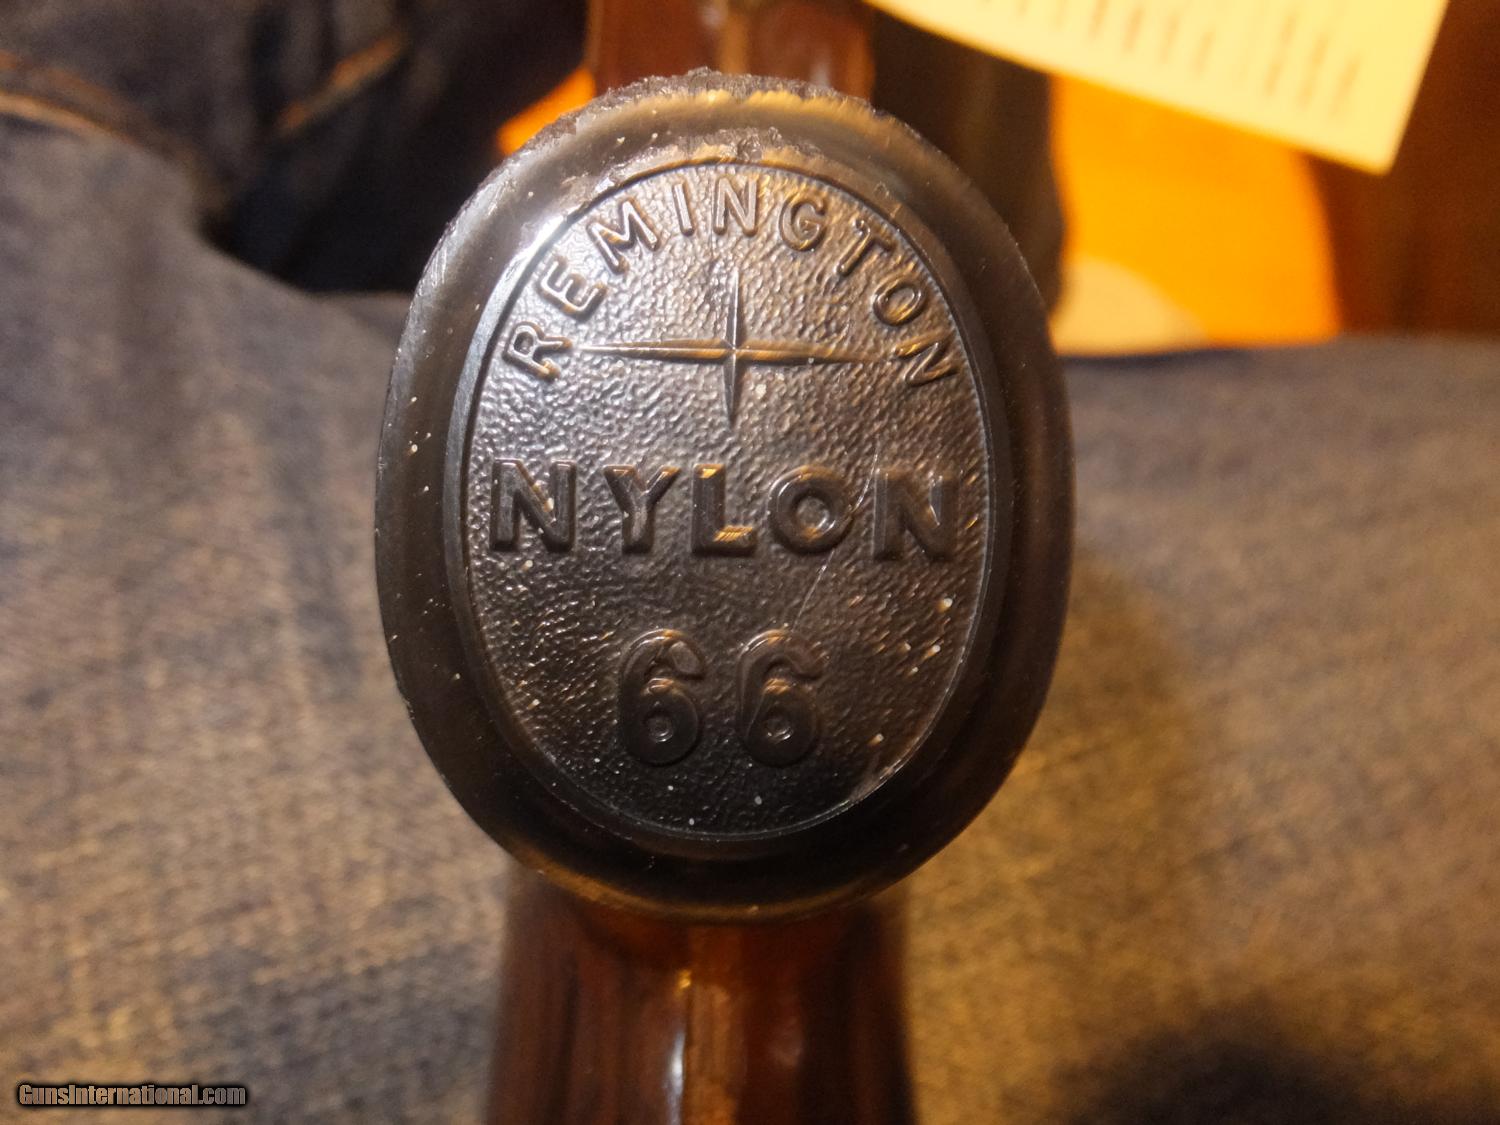 REMINGTON
NYLON
66
GunsInternational.com